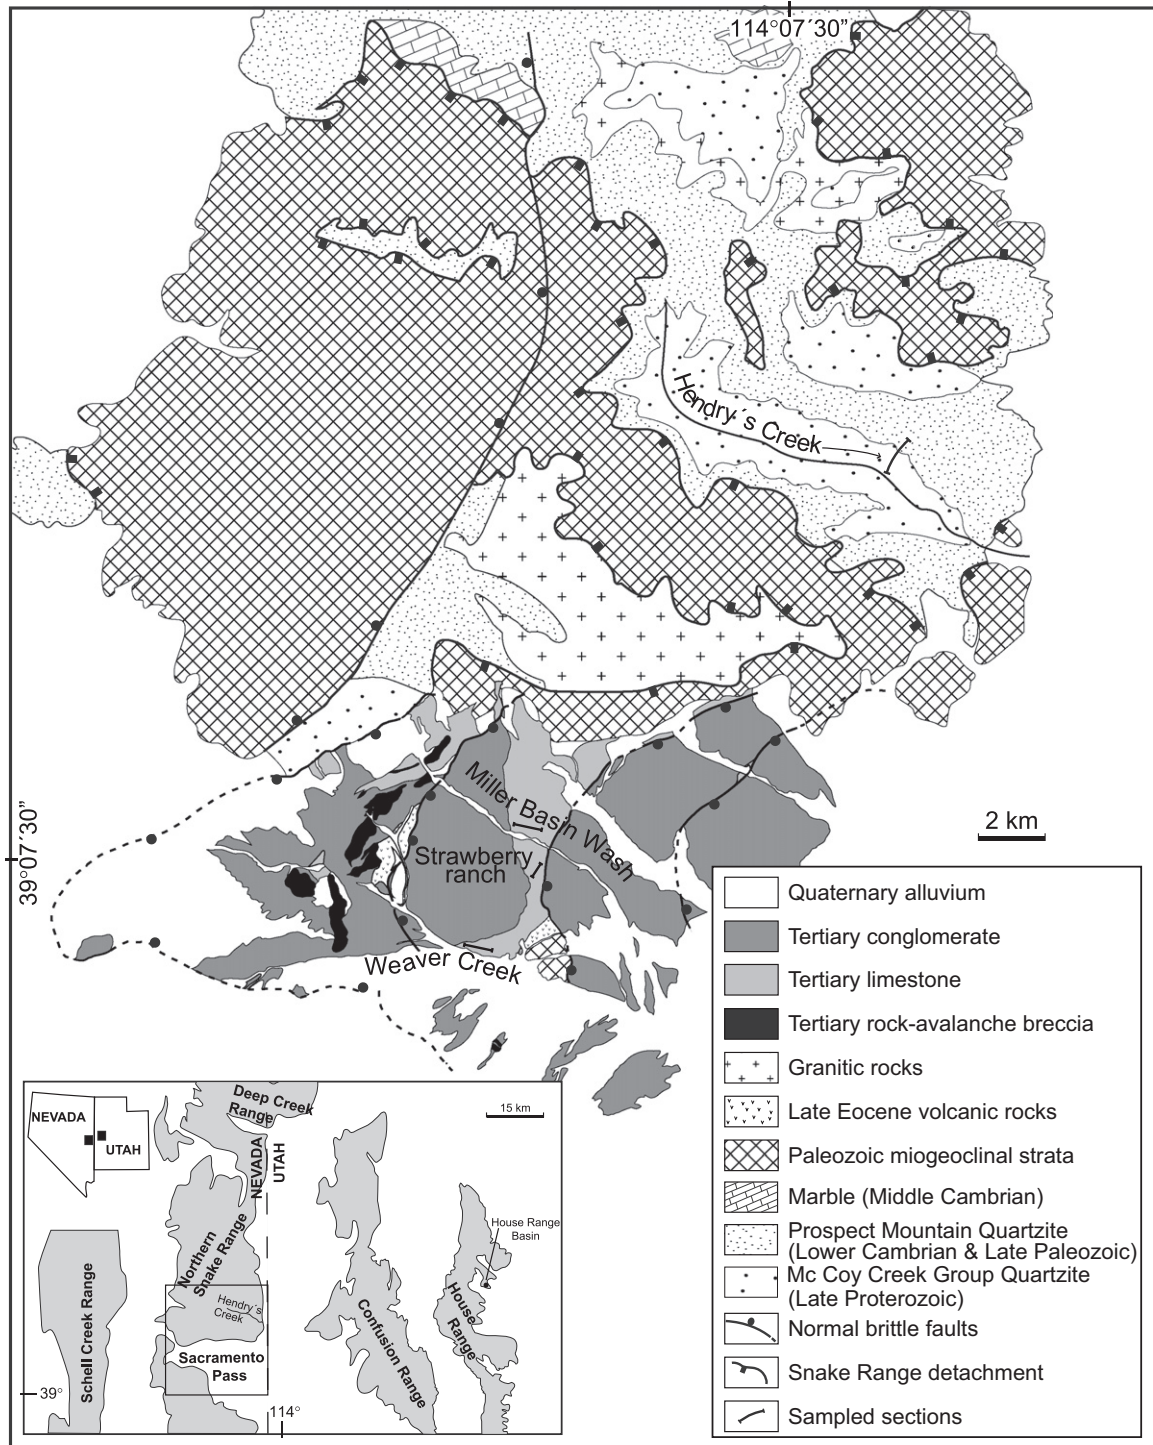 114°07´30”
Hendry´s Creek
39°07´30”
2 km
Miller Basin Wash
Strawberry
ranch
Weaver Creek
Quaternary alluvium
Tertiary conglomerate
Tertiary limestone
Tertiary rock-avalanche breccia
Granitic rocks
Late Eocene volcanic rocks
Paleozoic miogeoclinal strata
Marble (Middle Cambrian)
Prospect Mountain Quartzite
(Lower Cambrian & Late Paleozoic)
Mc Coy Creek Group Quartzite
(Late Proterozoic)
Normal brittle faults
Snake Range detachment
Sampled sections
NEVADA
UTAH
Deep Creek
Range
15 km
NEVADA
UTAH
Northern
Snake Range
House Range
Basin
Hendry´s
Creek
Schell Creek Range
Confusion Range
House
Range
Sacramento
Pass
39°
114°